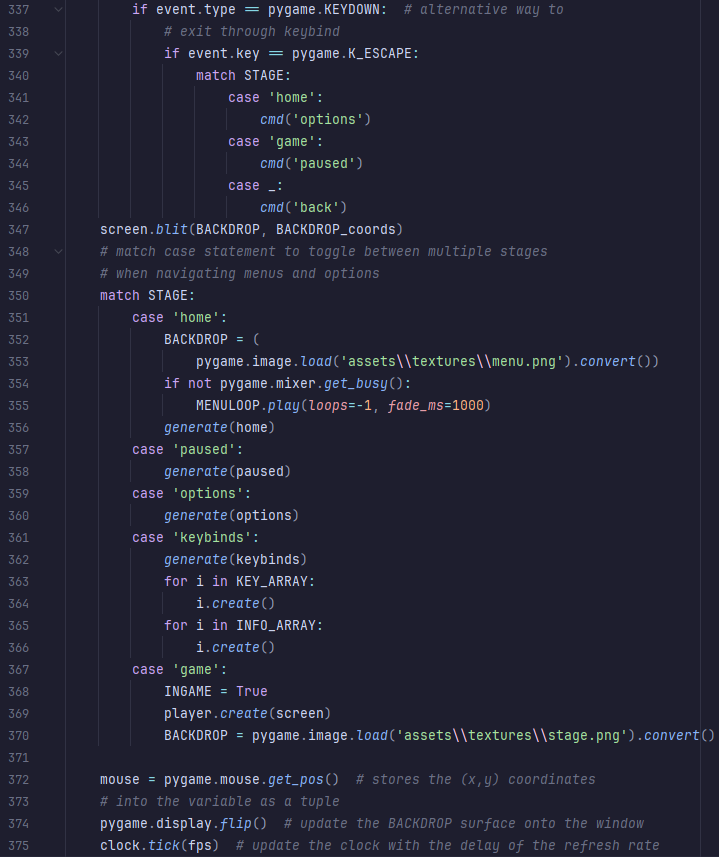 337 if event.type == pygame.KEYDOWN:  # alternative way to
338 # exit through keybind
339 if event.key == pygame.K_ESCAPE:
340 match STAGE:
341 case 'home':
342 cmd('options')
343 case 'game':
344 cmd('paused')
345 case _:
346 cmd('back')
347 screen.blit(BACKDROP, BACKDROP_coords)
348 # match case statement to toggle between multiple stages
349 # when navigating menus and options
350 match STAGE:
351 case 'home':
352 BACKDROP = (
353 pygame.image.load('assets\\textures\\menu.png').convert())
354 if not pygame.mixer.get_busy():
355 MENULOOP.play(loops=-1, fade_ms=1000)
356 generate(home)
357 case 'paused':
358 generate(paused)
359 case 'options':
360 generate(options)
361 case 'keybinds':
362 generate(keybinds)
363 for i in KEY_ARRAY:
364 i.create()
365 for i in INFO_ARRAY:
366 i.create()
367 case 'game':
368 INGAME = True
369 player.create(screen)
370 BACKDROP = pygame.image.load('assets\\textures\\stage.png').convert()
371
372 mouse = pygame.mouse.get_pos()  # stores the (x,y) coordinates
373 # into the variable as a tuple
374 pygame.display.flip()  # update the BACKDROP surface onto the window
375 clock.tick(fps)  # update the clock with the delay of the refresh rate